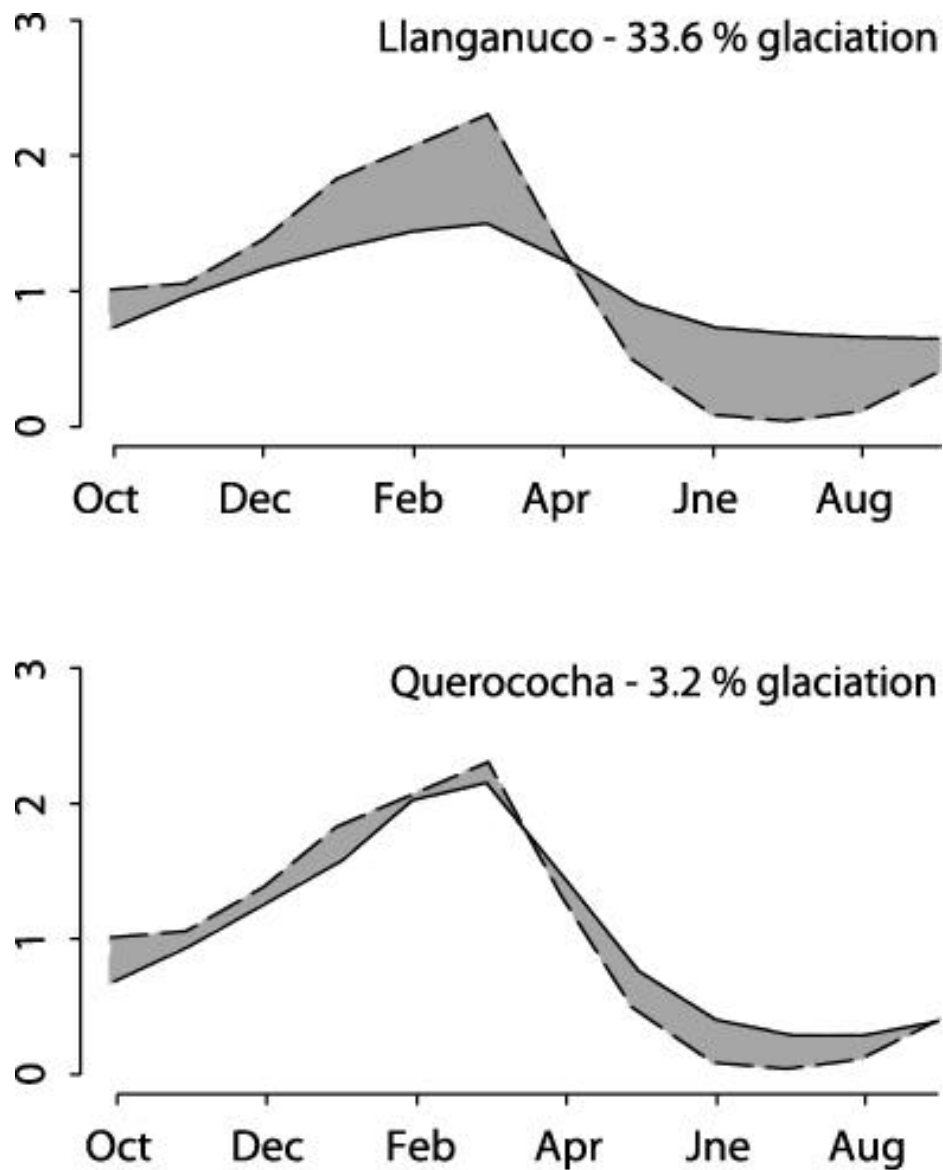 Llanganuco - 33.6 % glaciation
3
2
1
0
Oct Dec Feb Apr Jne Aug
Querococha - 3.2 % glaciation
3
2
1
0
Oct Dec Feb Apr Jne Aug